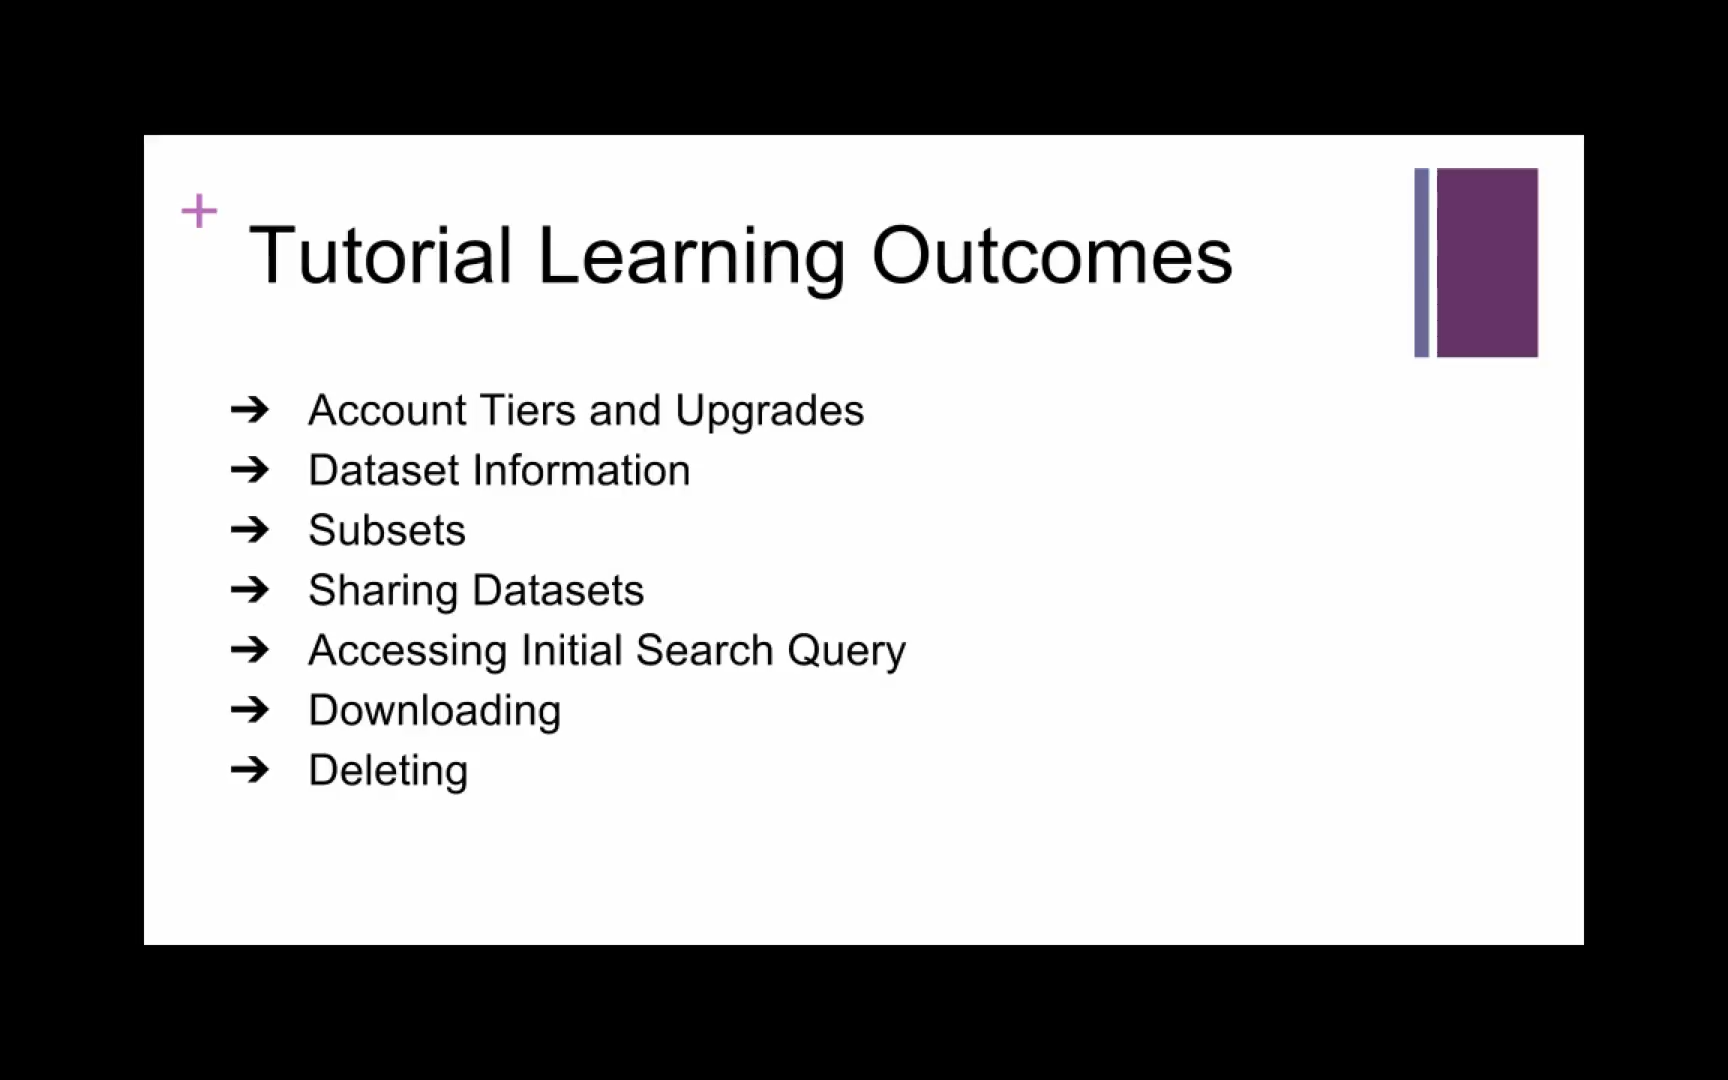 +
Tutorial Learning Outcomes
➔ Account Tiers and Upgrades
➔ Dataset Information
➔ Subsets
➔ Sharing Datasets
➔ Accessing Initial Search Query
➔ Downloading
➔ Deleting